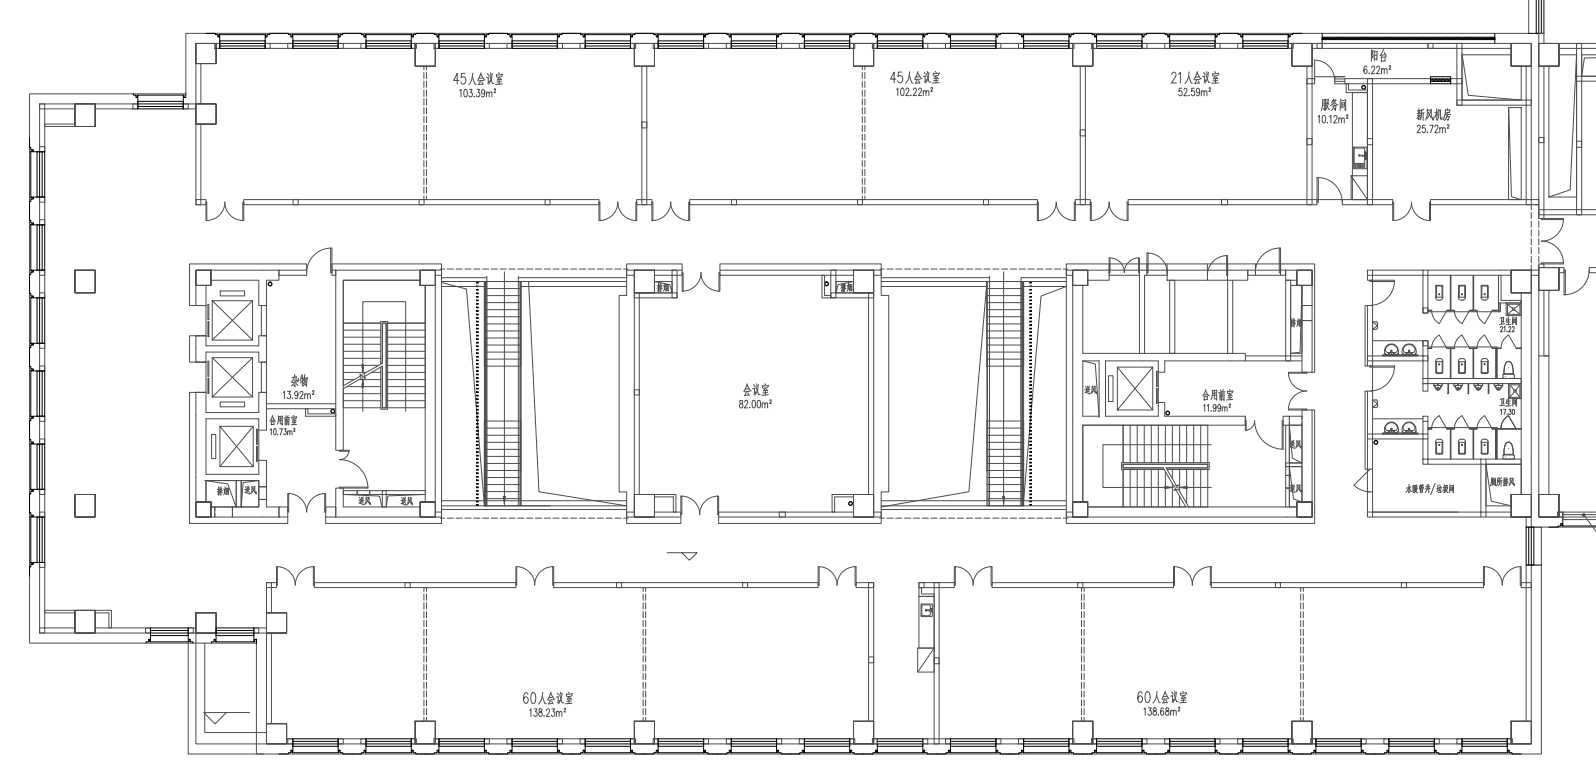 45人会议室
103.39m²
45人会议室
102.22m²
21人会议室
52.59m²
阳台
6.22m²
服务间
10.12m²
新风机房
25.72m²
排烟
排烟
杂物
13.92m²
合用前室
10.73m²
排烟
送风
送风
送风
会议室
82.00m²
排烟
送风
合用前室
11.99m²
送风
送风
卫生间
21.22
卫生间
17.30
水暖管井/垃圾间
厕所排风
60人会议室
138.23m²
60人会议室
138.68m²